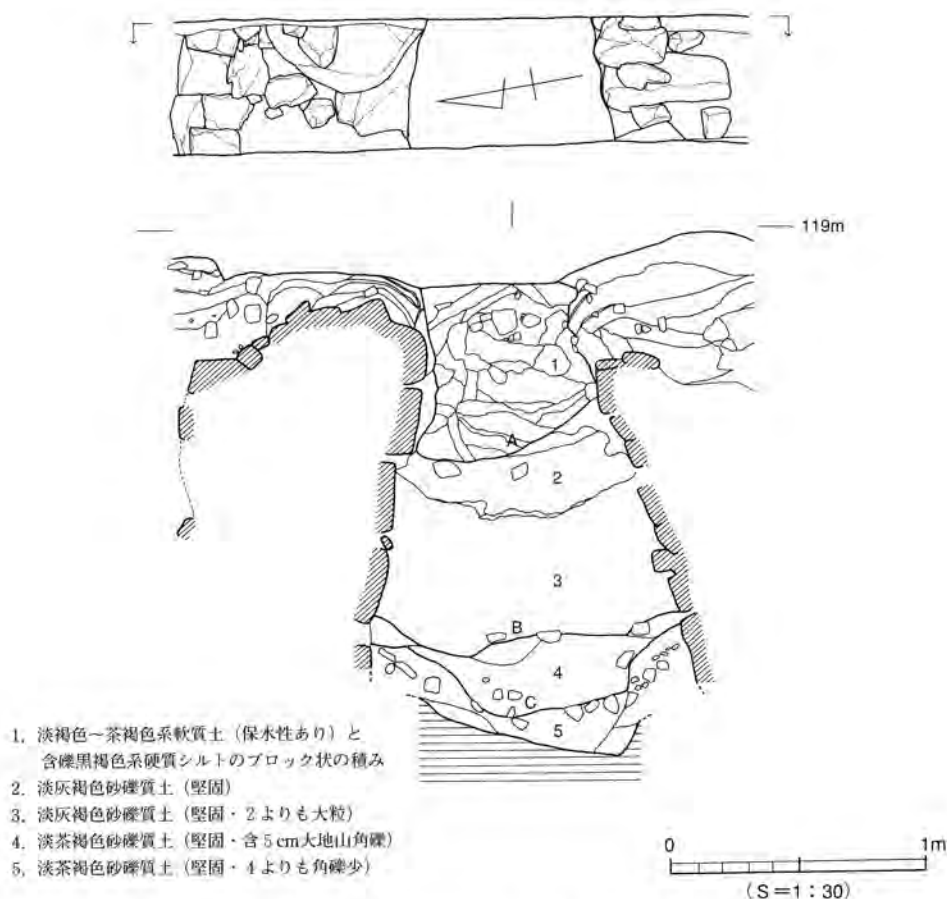 119m
1
A
2
3
B
4
C
5
1. 淡褐色~茶褐色系軟質土(保水性あり)と
含礫黒褐色系硬質シルトのブロック状の積み
2. 淡灰褐色砂礫質土(堅固)
3. 淡灰褐色砂礫質土(堅固・2よりも大粒)
4. 淡茶褐色砂礫質土(堅固・含5cm大地山角礫)
5. 淡茶褐色砂礫質土(堅固・4よりも角礫少)
0 1m
(S=1:30)